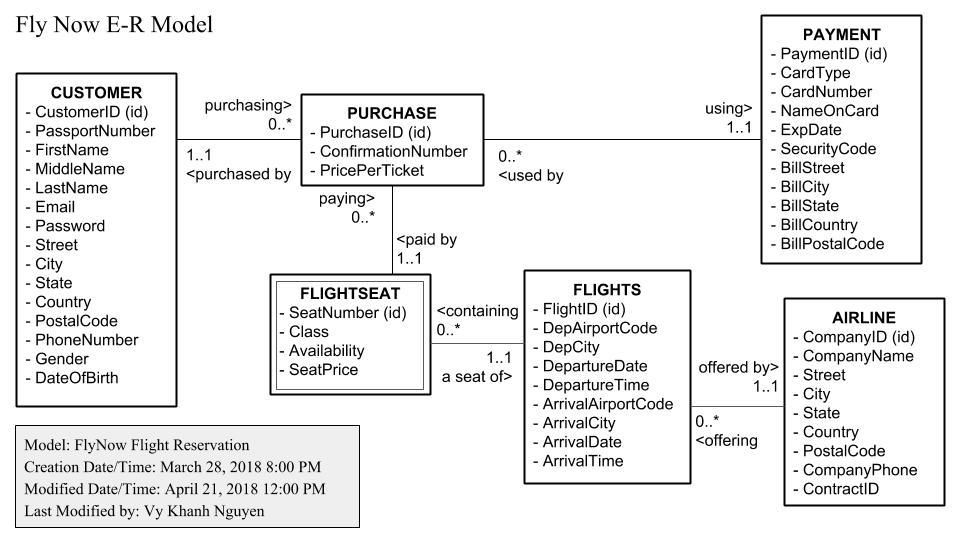 Fly Now E-R Model
CUSTOMER
- CustomerID (id)
- PassportNumber
- FirstName
- MiddleName
- LastName
- Email
- Password
- Street
- City
- State
- Country
- PostalCode
- PhoneNumber
- Gender
- DateOfBirth
purchasing>
0..*
1..1
<purchased by
PURCHASE
- PurchaseID (id)
- ConfirmationNumber
- PricePerTicket
using>
1..1
0..*
<used by
PAYMENT
- PaymentID (id)
- CardType
- CardNumber
- NameOnCard
- ExpDate
- SecurityCode
- BillStreet
- BillCity
- BillState
- BillCountry
- BillPostalCode
paying>
0..*
<paid by
1..1
FLIGHTSEAT
- SeatNumber (id)
- Class
- Availability
- SeatPrice
<containing
0..*
1..1
a seat of>
FLIGHTS
- FlightID (id)
- DepAirportCode
- DepCity
- DepartureDate
- DepartureTime
- ArrivalAirportCode
- ArrivalCity
- ArrivalDate
- ArrivalTime
offered by>
1..1
0..*
<offering
AIRLINE
- CompanyID (id)
- CompanyName
- Street
- City
- State
- Country
- PostalCode
- CompanyPhone
- ContractID
Model: FlyNow Flight Reservation
Creation Date/Time: March 28, 2018 8:00 PM
Modified Date/Time: April 21, 2018 12:00 PM
Last Modified by: Vy Khanh Nguyen